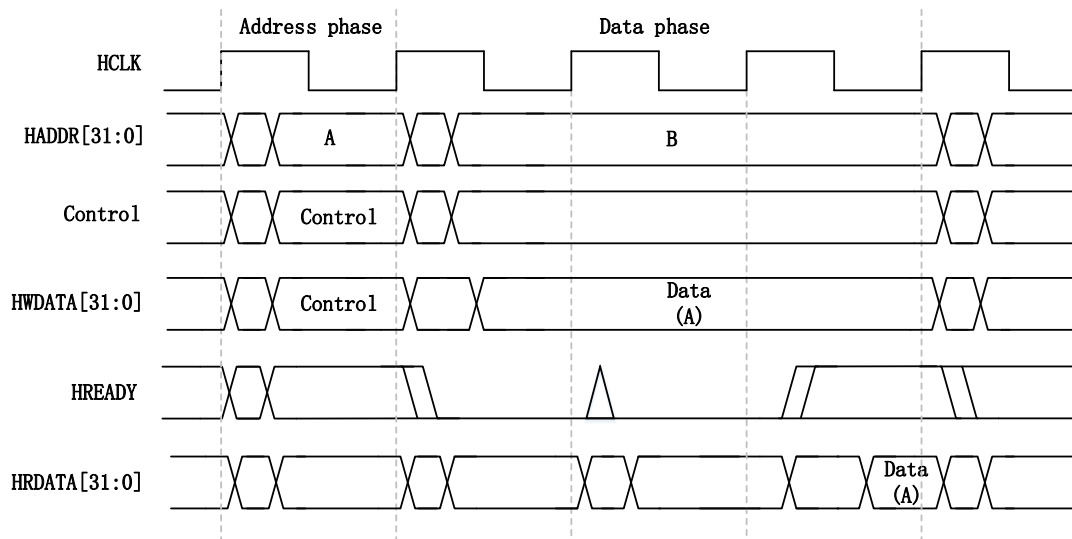 Address phase
Data phase
HCLK
HADDR[31:0]
A
B
Control
Control
HWDATA[31:0]
Control
Data
(A)
HREADY
HRDATA[31:0]
Data
(A)